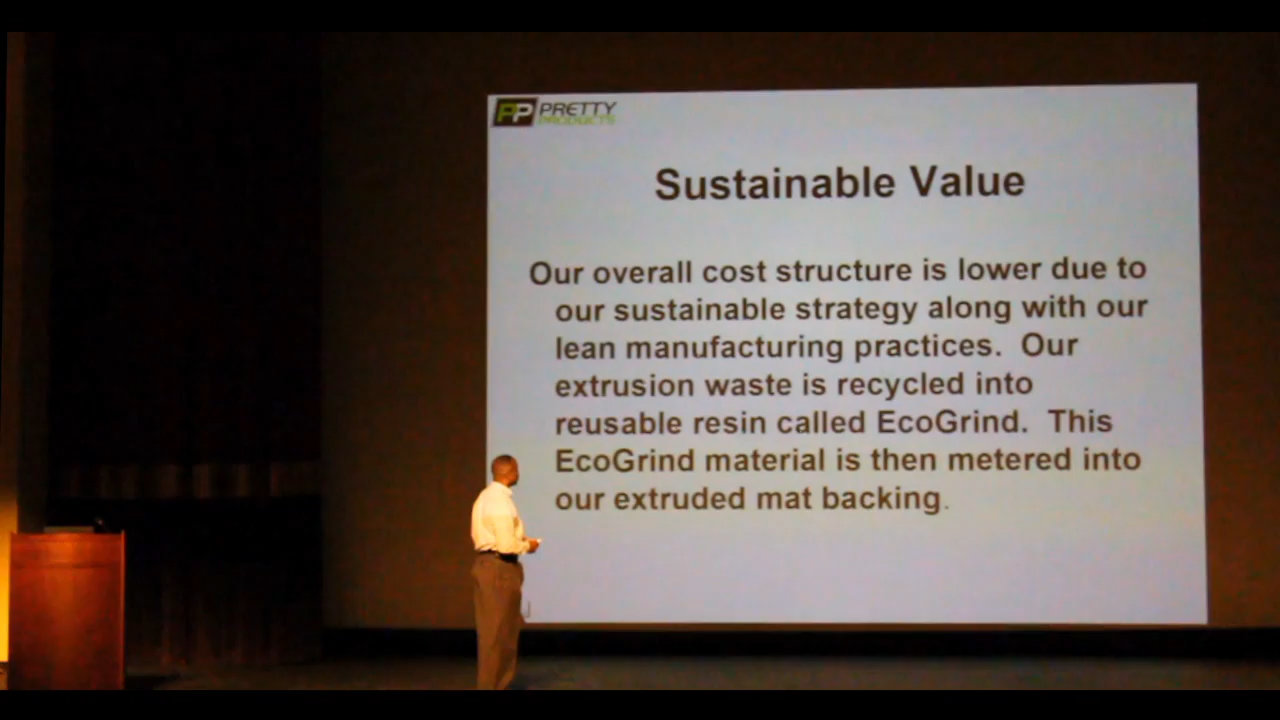 PP PRETTY
PRODUCTS
Sustainable Value
Our overall cost structure is lower due to
our sustainable strategy along with our
lean manufacturing practices. Our
extrusion waste is recycled into
reusable resin called EcoGrind. This
EcoGrind material is then metered into
our extruded mat backing.